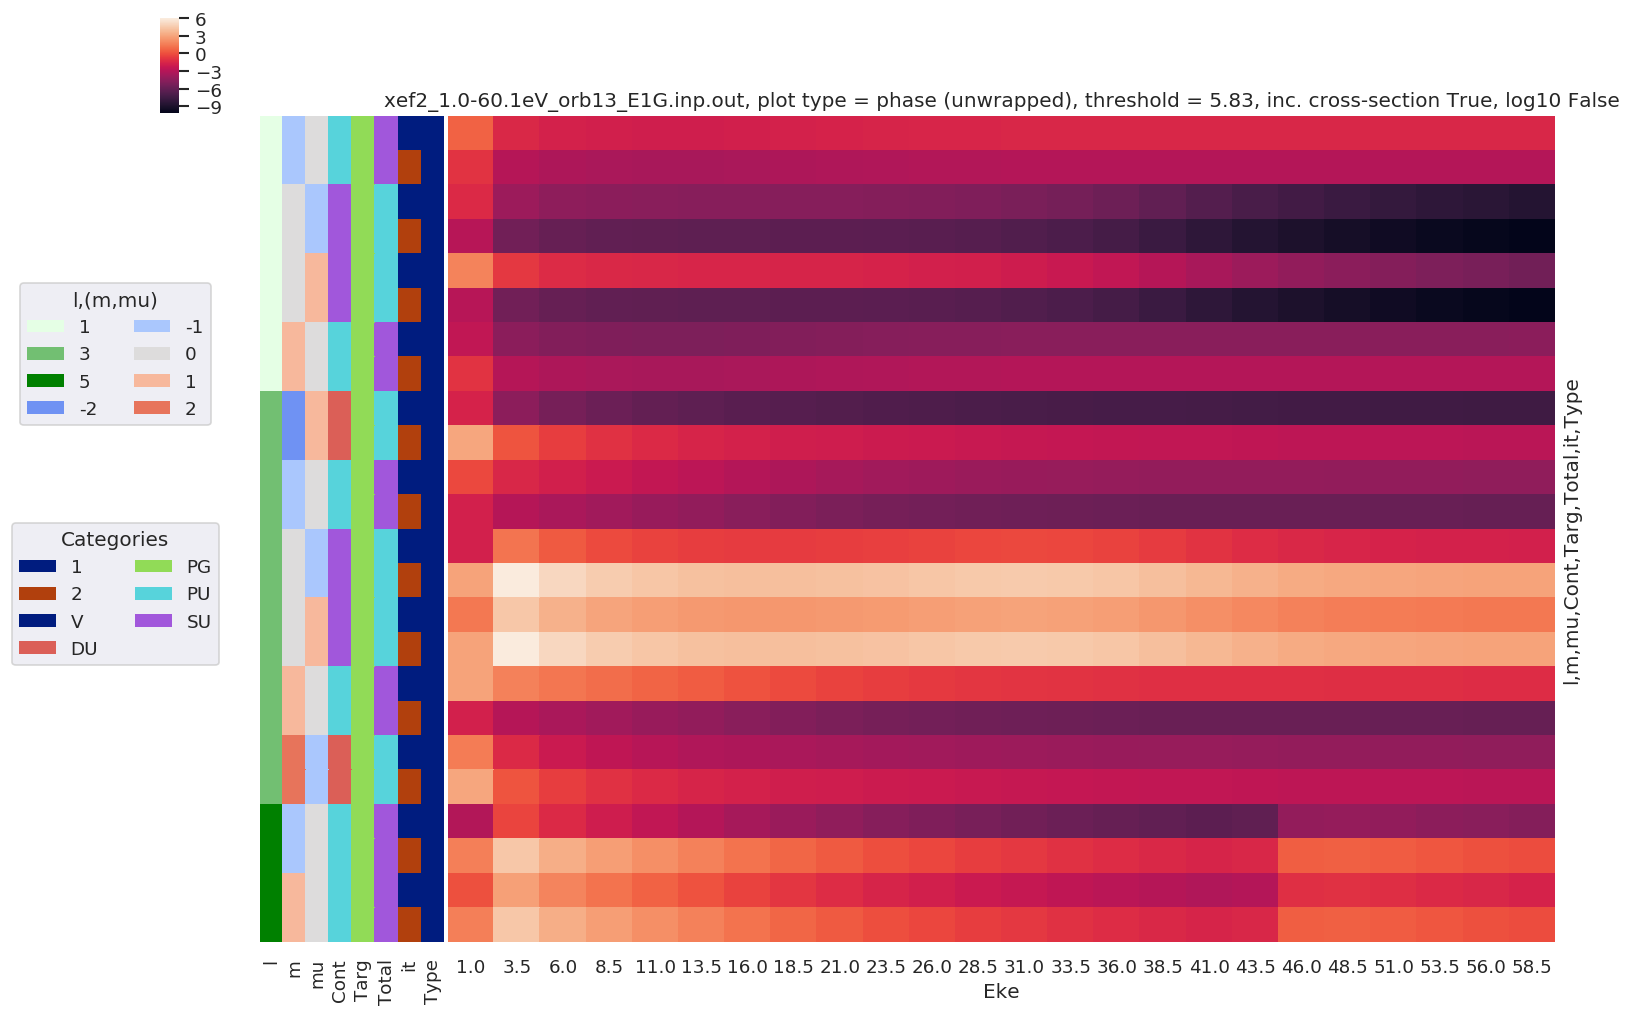 6
3
0
−3
−6
−9
xef2_1.0-60.1eV_orb13_E1G.inp.out, plot type = phase (unwrapped), threshold = 5.83, inc. cross-section True, log10 False
l,(m,mu)
1 -1
3 0
5 1
-2 2
Categories
1 PG
2 PU
V SU
DU
l,m,mu,Cont,Targ,Total,it,Type
l m mu Cont Targ Total it Type
1.0 3.5 6.0 8.5 11.0 13.5 16.0 18.5 21.0 23.5 26.0 28.5 31.0 33.5 36.0 38.5 41.0 43.5 46.0 48.5 51.0 53.5 56.0 58.5
Eke